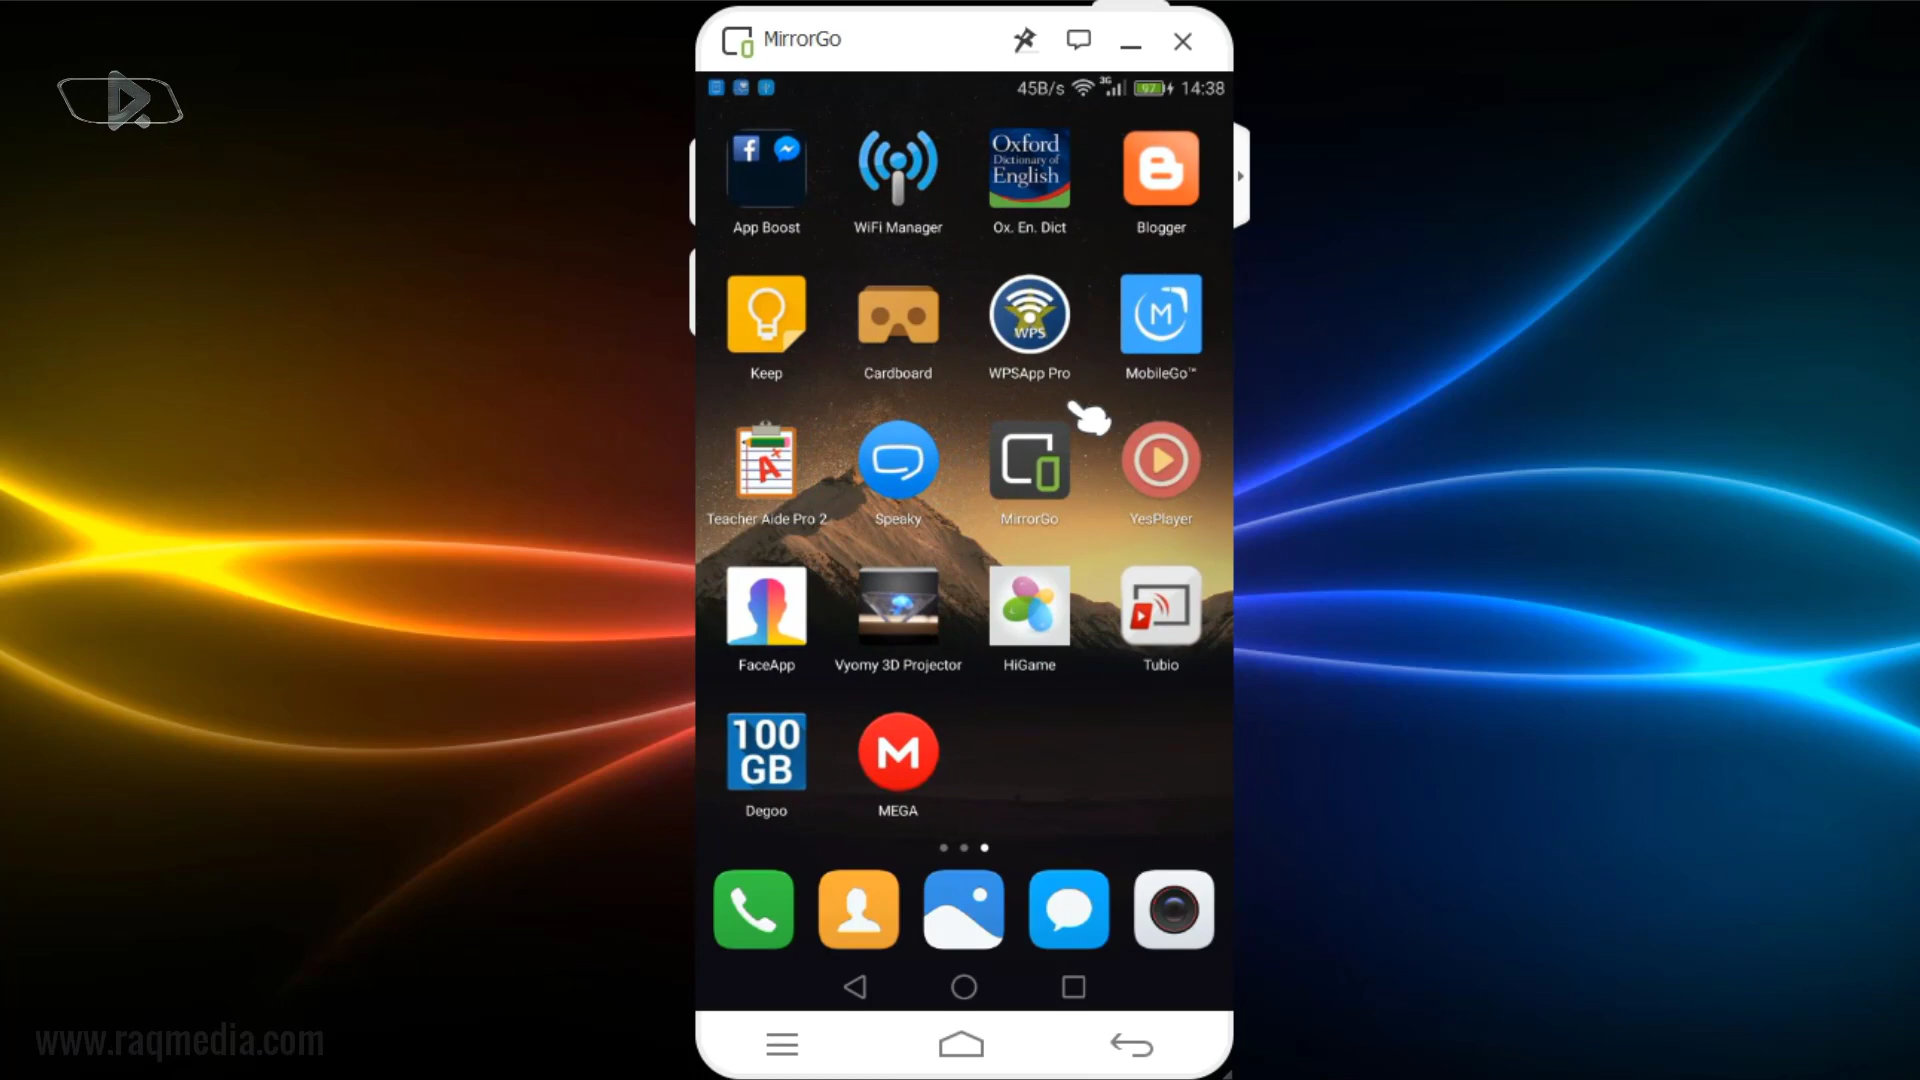 MirrorGo
45B/s 3G 97 14:38
Oxford
Dictionary of
English
App Boost WiFi Manager Ox. En. Dict Blogger
WPS M
Keep Cardboard WPSApp Pro MobileGo™
A+
Teacher Aide Pro 2 Speaky MirrorGo YesPlayer
FaceApp Vyomy 3D Projector HiGame Tubio
100
GB
M
Degoo MEGA
www.raqmedia.com